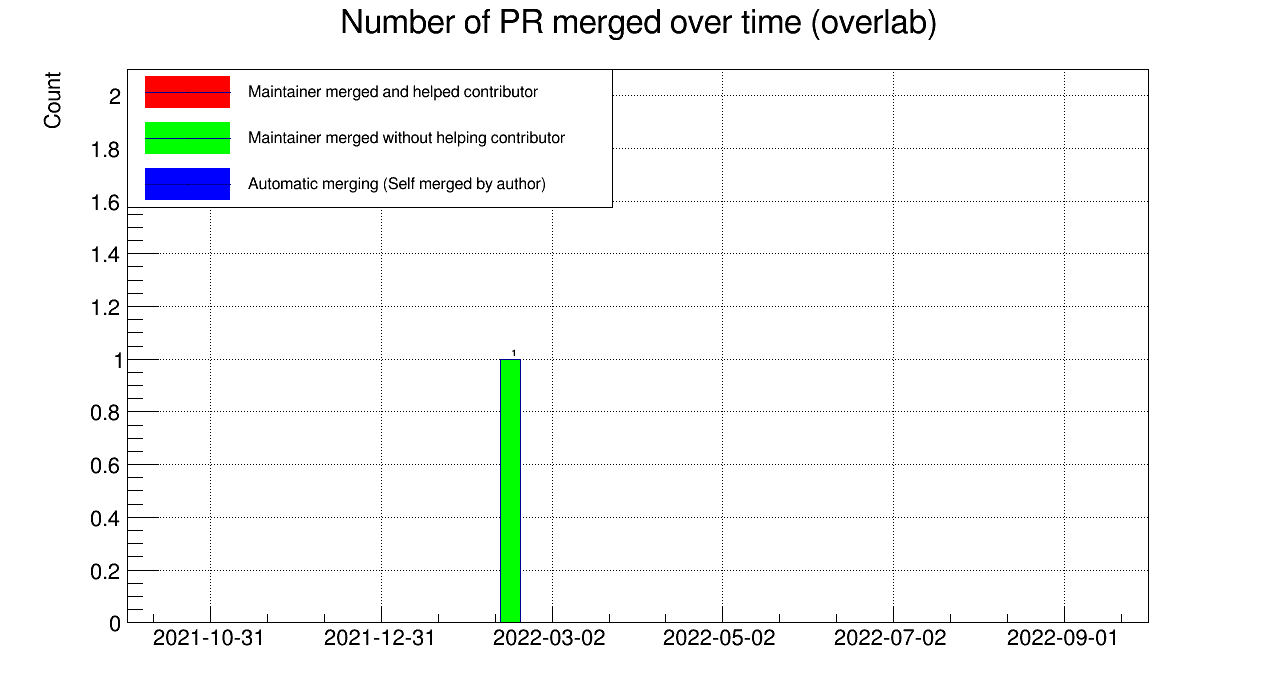 Number of PR merged over time (overlab)
Count
Maintainer merged and helped contributor
Maintainer merged without helping contributor
Automatic merging (Self merged by author)
2
1.8
1.6
1.4
1.2
1
0.8
0.6
0.4
0.2
0
1
2021-10-31 2021-12-31 2022-03-02 2022-05-02 2022-07-02 2022-09-01